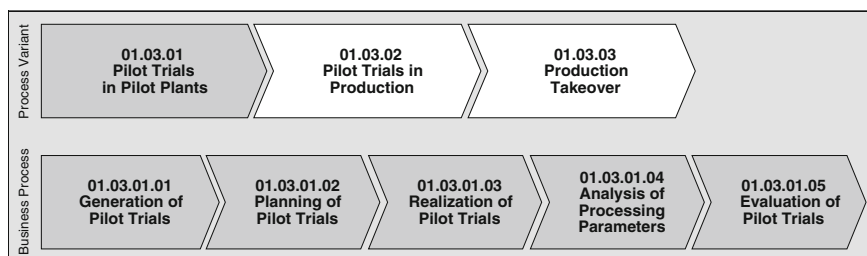 Process Variant
01.03.01
Pilot Trials
in Pilot Plants
01.03.02
Pilot Trials in
Production
01.03.03
Production
Takeover
Business Process
01.03.01.01
Generation of
Pilot Trials
01.03.01.02
Planning of
Pilot Trials
01.03.01.03
Realization of
Pilot Trials
01.03.01.04
Analysis of
Processing
Parameters
01.03.01.05
Evaluation of
Pilot Trials